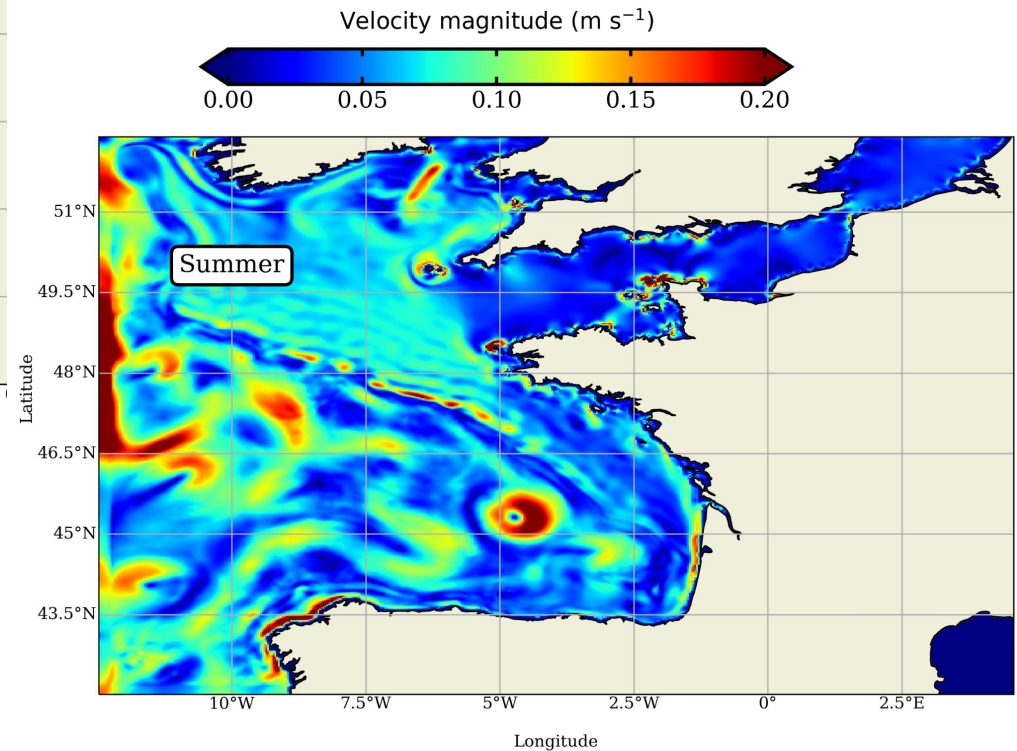 Velocity magnitude (m s⁻¹)
0.00 0.05 0.10 0.15 0.20
51°N
Summer
49.5°N
48°N
Latitude
46.5°N
45°N
43.5°N
10°W 7.5°W 5°W 2.5°W 0° 2.5°E
Longitude